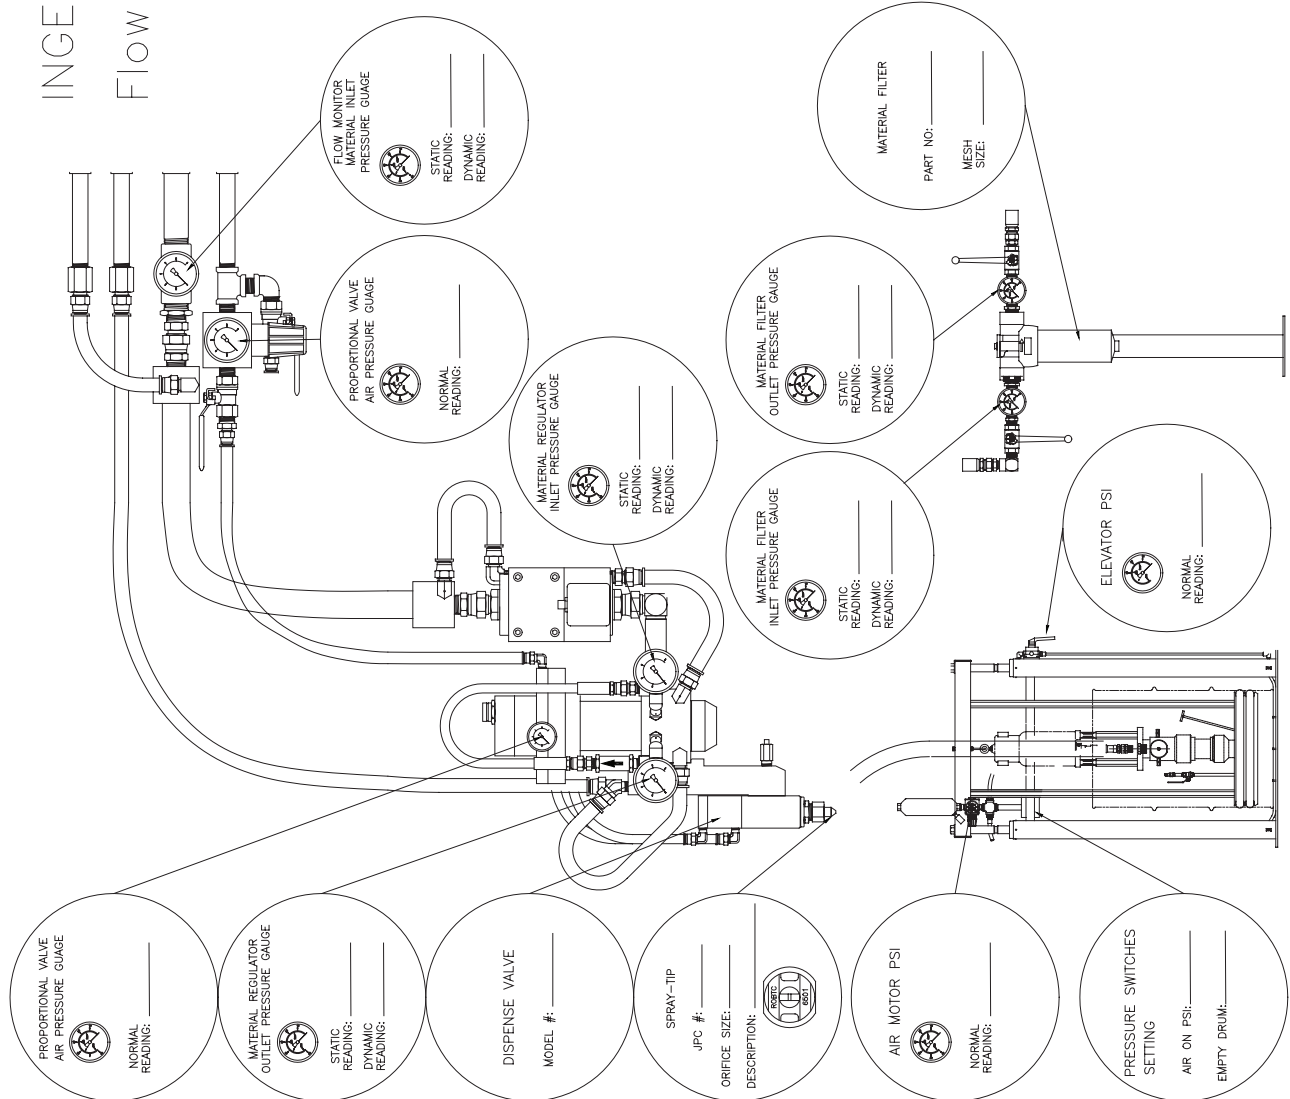 INGE
Flow
FLOW MONITOR
MATERIAL INLET
PRESSURE GUAGE
STATIC
READING:
DYNAMIC
READING:
PROPORTIONAL VALVE
AIR PRESSURE GUAGE
NORMAL
READING:
MATERIAL REGULATOR
INLET PRESSURE GAUGE
STATIC
READING:
DYNAMIC
READING:
MATERIAL FILTER
PART NO:
MESH
SIZE:
MATERIAL FILTER
OUTLET PRESSURE GAUGE
STATIC
READING:
DYNAMIC
READING:
MATERIAL FILTER
INLET PRESSURE GAUGE
STATIC
READING:
DYNAMIC
READING:
ELEVATOR PSI
NORMAL
READING:
PROPORTIONAL VALVE
AIR PRESSURE GUAGE
NORMAL
READING:
MATERIAL REGULATOR
OUTLET PRESSURE GAUGE
STATIC
READING:
DYNAMIC
READING:
DISPENSE VALVE
MODEL #:
SPRAY-TIP
JPC #:
ORIFICE SIZE:
DESCRIPTION:
ROBTC
6501
AIR MOTOR PSI
NORMAL
READING:
PRESSURE SWITCHES
SETTING
AIR ON PSI:
EMPTY DRUM: